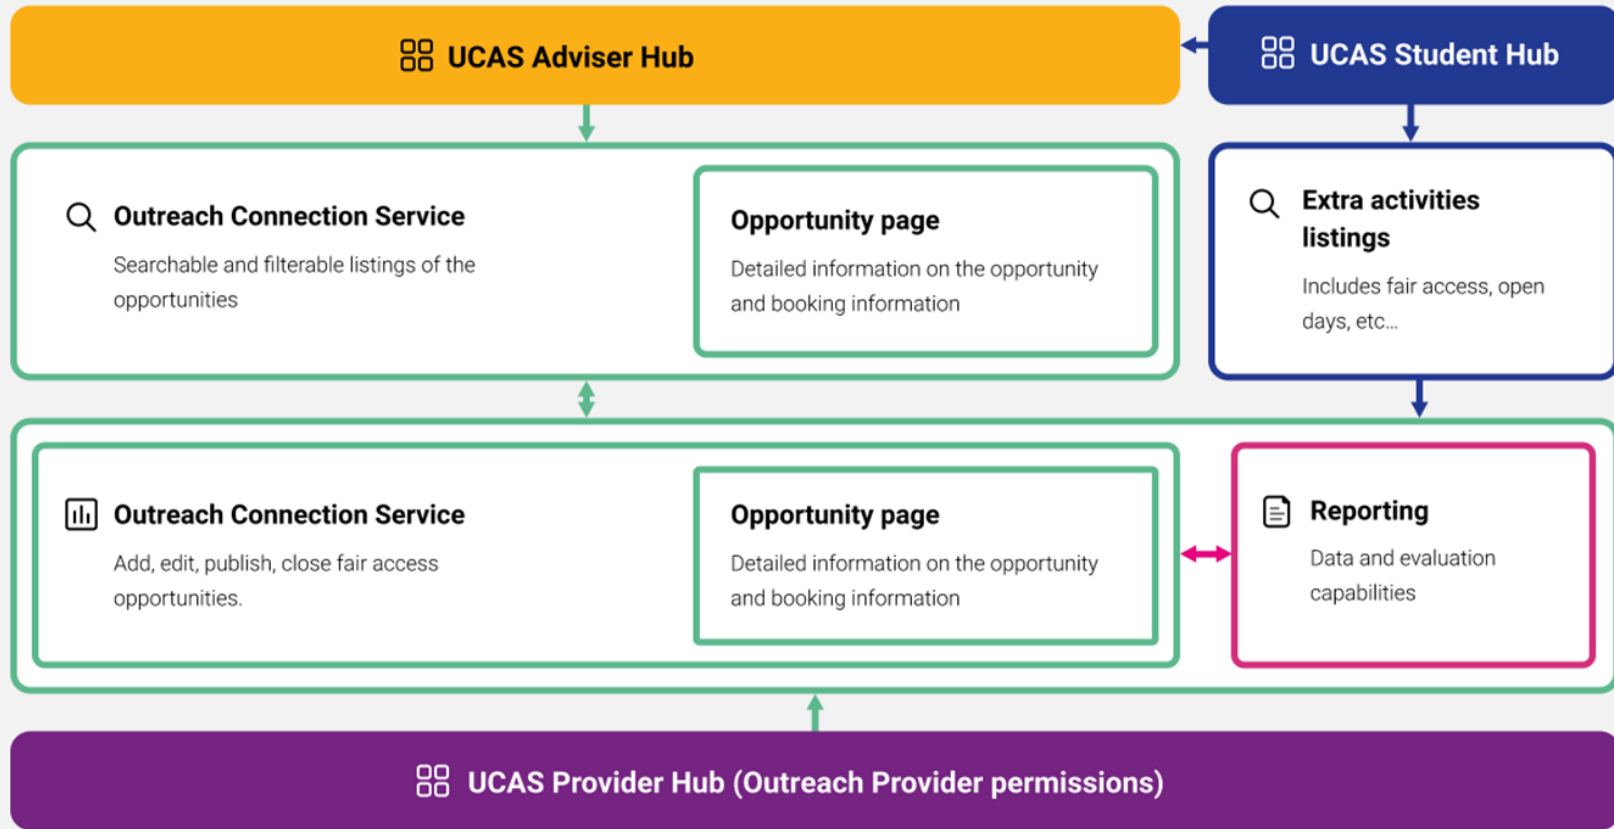 UCAS Adviser Hub
UCAS Student Hub
Outreach Connection Service
Searchable and filterable listings of the
opportunities
Opportunity page
Detailed information on the opportunity
and booking information
Extra activities
listings
Includes fair access, open
days, etc...
Outreach Connection Service
Add, edit, publish, close fair access
opportunities.
Opportunity page
Detailed information on the opportunity
and booking information
Reporting
Data and evaluation
capabilities
UCAS Provider Hub (Outreach Provider permissions)